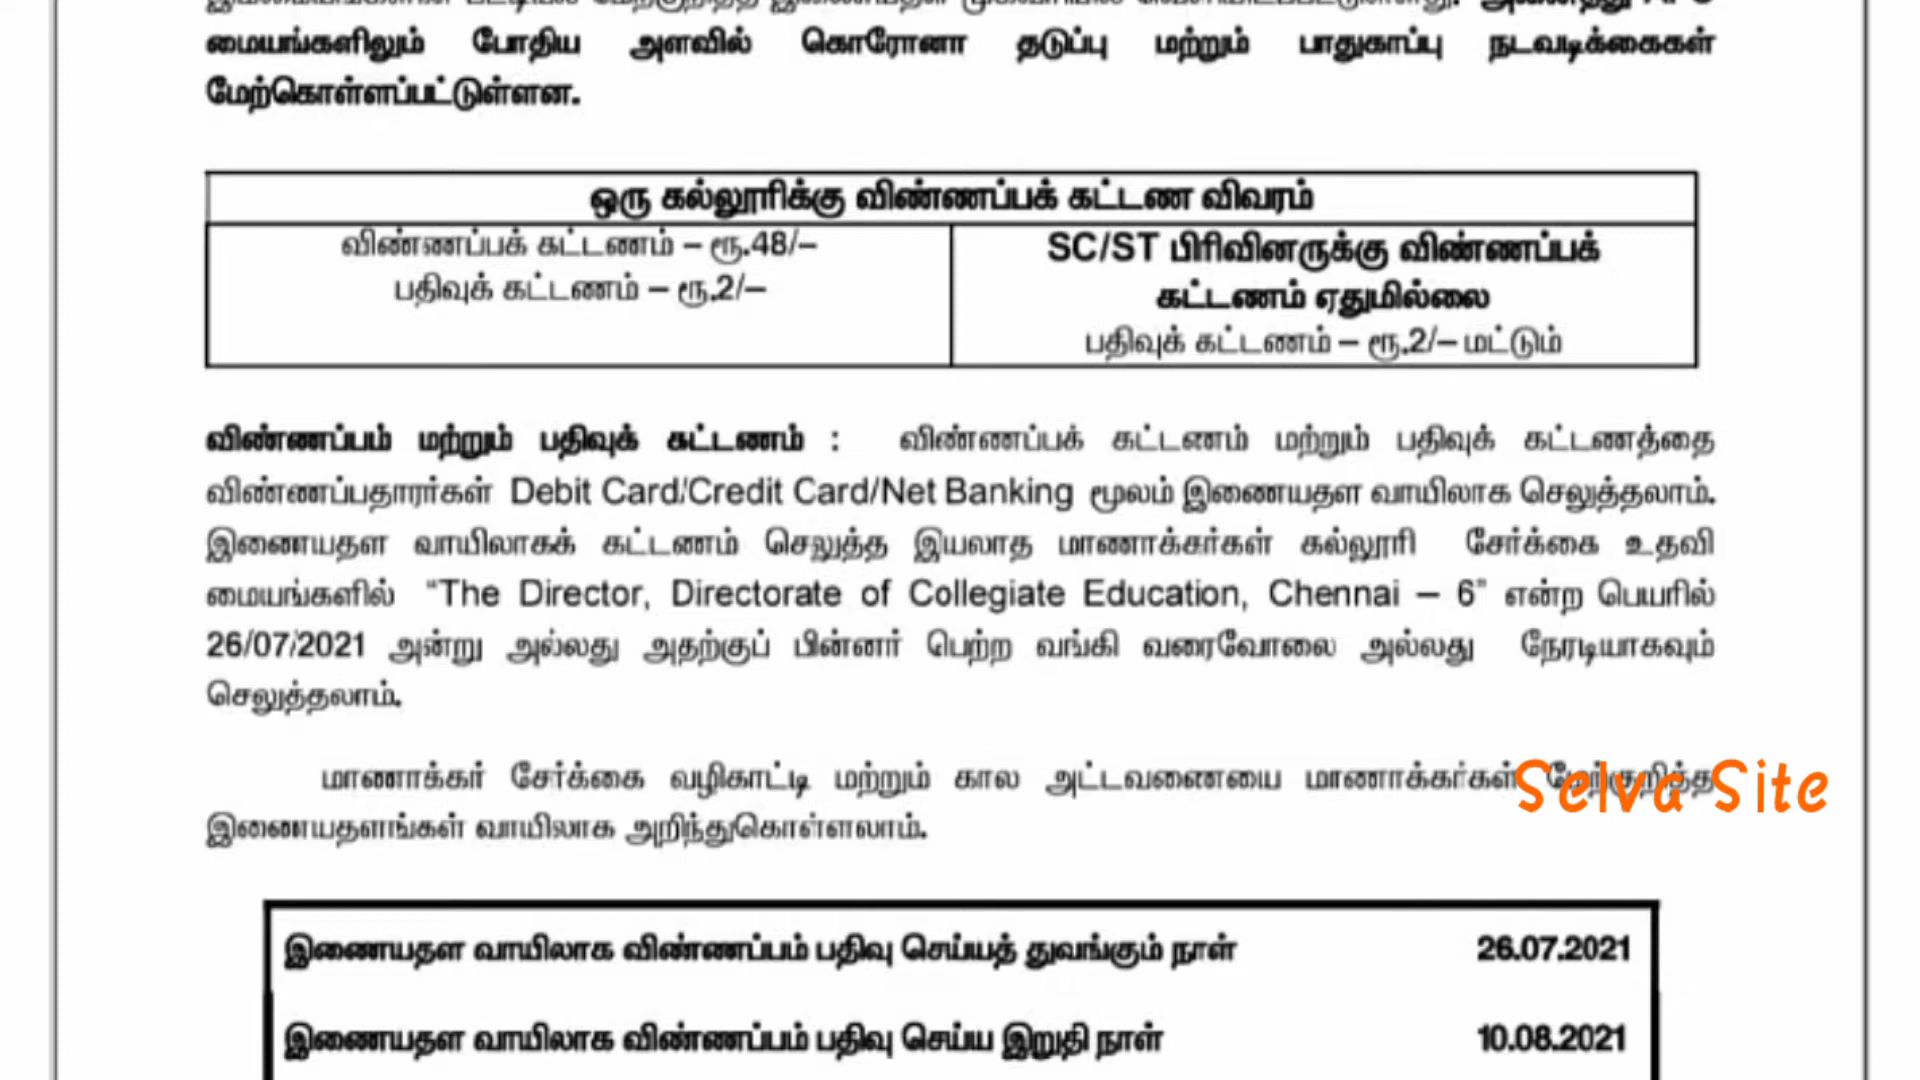 மையங்களிலும் போதிய அளவில் கொரோனா தடுப்பு மற்றும் பாதுகாப்பு நடவடிக்கைகள்
மேற்கொள்ளப்பட்டுள்ளன.
ஒரு கல்லூரிக்கு விண்ணப்பக் கட்டண விவரம்
விண்ணப்பக் கட்டணம் – ரூ.48/–
பதிவுக் கட்டணம் – ரூ.2/–
SC/ST பிரிவினருக்கு விண்ணப்பக்
கட்டணம் ஏதுமில்லை
பதிவுக் கட்டணம் – ரூ.2/– மட்டும்
விண்ணப்பம் மற்றும் பதிவுக் கட்டணம் : விண்ணப்பக் கட்டணம் மற்றும் பதிவுக் கட்டணத்தை
விண்ணப்பதாரர்கள் Debit Card/Credit Card/Net Banking மூலம் இணையதள வாயிலாக செலுத்தலாம்.
இணையதள வாயிலாகக் கட்டணம் செலுத்த இயலாத மாணாக்கர்கள் கல்லூரி சேர்க்கை உதவி
மையங்களில் “The Director, Directorate of Collegiate Education, Chennai – 6” என்ற பெயரில்
26/07/2021 அன்று அல்லது அதற்குப் பின்னர் பெற்ற வங்கி வரைவோலை அல்லது நேரடியாகவும்
செலுத்தலாம்.
மாணாக்கர் சேர்க்கை வழிகாட்டி மற்றும் கால அட்டவணையை மாணாக்கர்கள் மேற்குறித்த
Selva Site
இணையதளங்கள் வாயிலாக அறிந்துகொள்ளலாம்.
இணையதள வாயிலாக விண்ணப்பம் பதிவு செய்யத் துவங்கும் நாள் 26.07.2021
இணையதள வாயிலாக விண்ணப்பம் பதிவு செய்ய இறுதி நாள் 10.08.2021